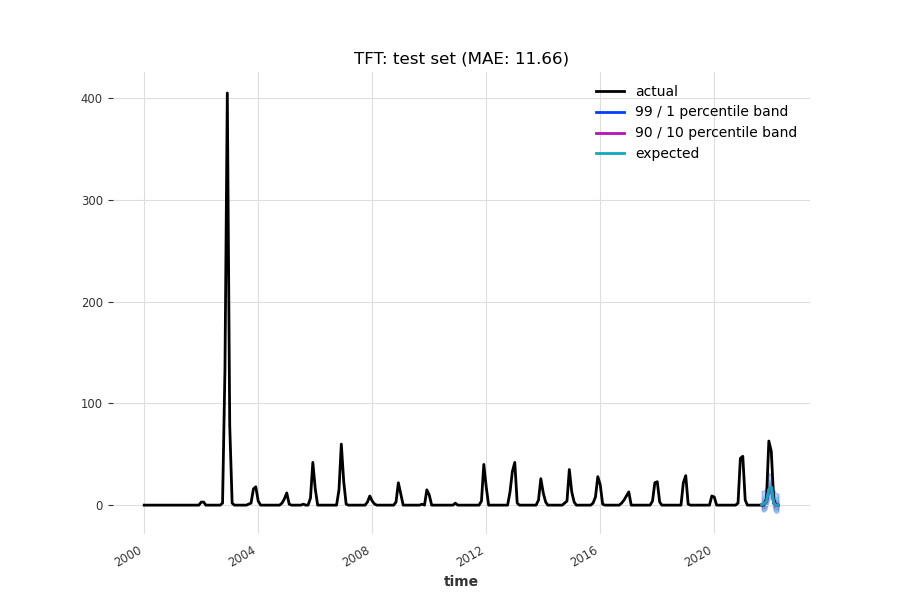 TFT: test set (MAE: 11.66)
actual
99 / 1 percentile band
90 / 10 percentile band
expected
400
300
200
100
0
2000 2004 2008 2012 2016 2020
time